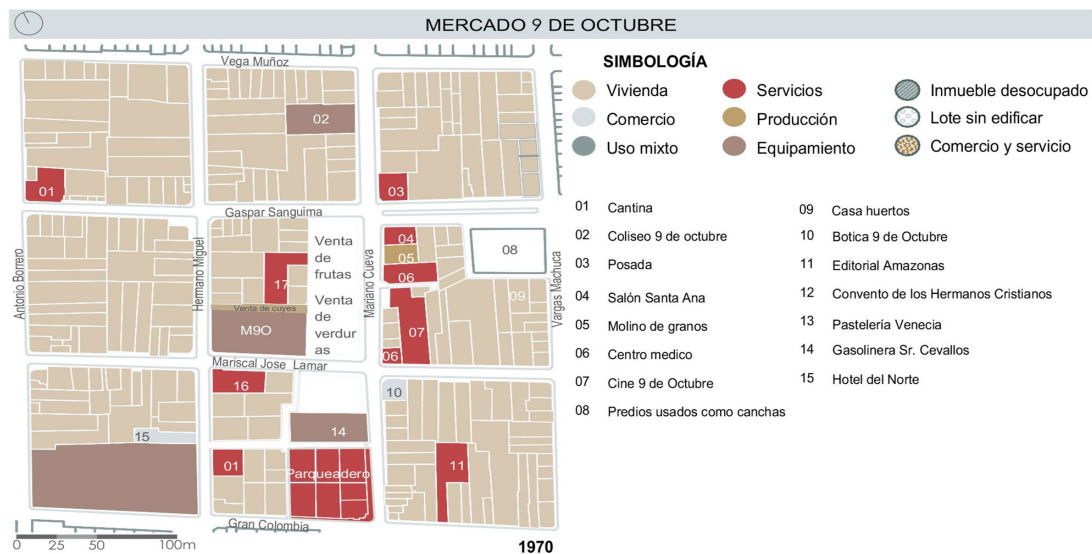 MERCADO 9 DE OCTUBRE
Vega Muñoz
02
01
03
Gaspar Sanguima
Antonio Borrero
Hermano Miguel
Mariano Cueva
Vargas Machuca
Venta
de
frutas
Venta
de
verdur
as
17
Venta de cuyes
M9O
04
05
06
08
09
07
06
Mariscal Jose Lamar
16
10
14
15
01
Parqueadero
11
Gran Colombia
0 25 50 100m
1970
SIMBOLOGÍA
Vivienda
Comercio
Uso mixto
Servicios
Producción
Equipamiento
Inmueble desocupado
Lote sin edificar
Comercio y servicio
01 Cantina
02 Coliseo 9 de octubre
03 Posada
04 Salón Santa Ana
05 Molino de granos
06 Centro medico
07 Cine 9 de Octubre
08 Predios usados como canchas
09 Casa huertos
10 Botica 9 de Octubre
11 Editorial Amazonas
12 Convento de los Hermanos Cristianos
13 Pastelería Venecia
14 Gasolinera Sr. Cevallos
15 Hotel del Norte